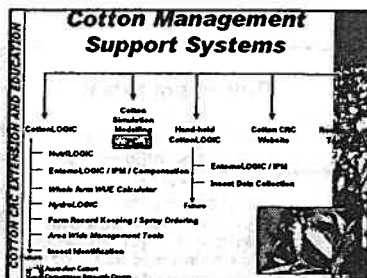 Cotton Management
Support Systems
COTTON CRC EXTENSION AND EDUCATION
CottonLOGIC
Cotton
Simulation
Modelling
Hand-held
CottonLOGIC
Cotton CRC
Website
NutriLOGIC
EntomoLOGIC / IPM / Compensation
Whole Farm WUE Calculator
HydroLOGIC
Farm Record Keeping / Spray Ordering
Area Wide Management Tools
Insect Identification
EntomoLOGIC / IPM
Insect Data Collection
Future
Australian Cotton